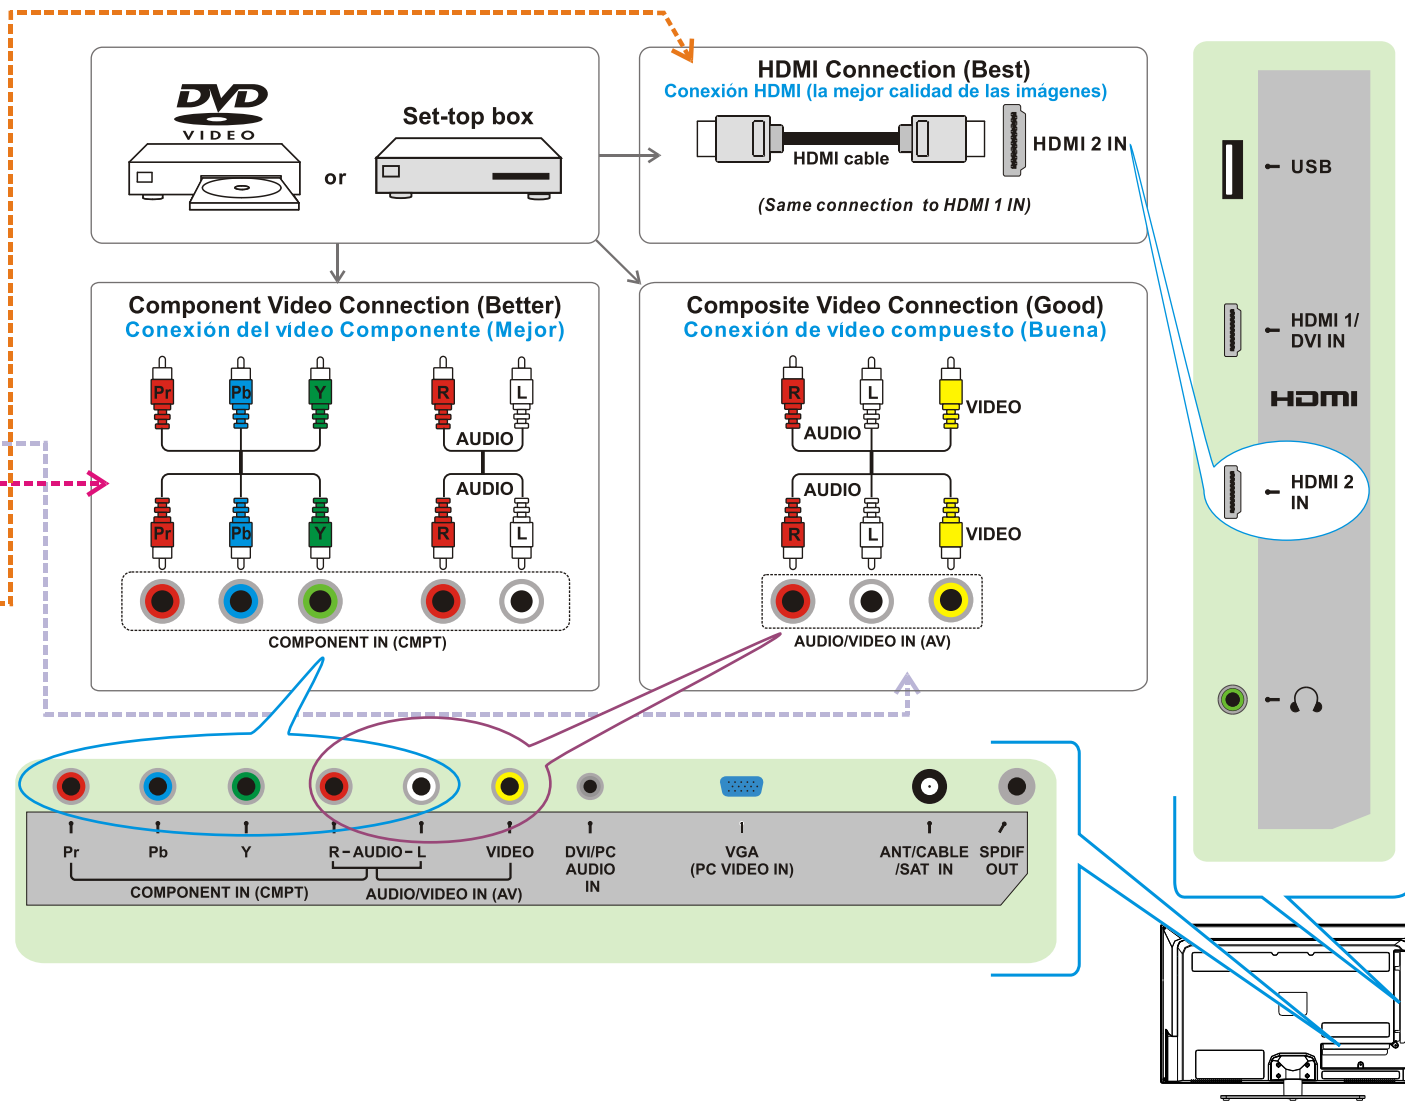 DVD
VIDEO
or
Set-top box
HDMI Connection (Best)
Conexión HDMI (la mejor calidad de las imágenes)
HDMI cable
HDMI 2 IN
(Same connection to HDMI 1 IN)
Component Video Connection (Better)
Conexión del vídeo Componente (Mejor)
Pr Pb Y R L
AUDIO
AUDIO
Pr Pb Y R L
COMPONENT IN (CMPT)
Composite Video Connection (Good)
Conexión de vídeo compuesto (Buena)
R L VIDEO
AUDIO
AUDIO
R L VIDEO
AUDIO/VIDEO IN (AV)
USB
HDMI 1/
DVI IN
HDMI
HDMI 2
IN
Pr Pb Y R-AUDIO-L VIDEO
COMPONENT IN (CMPT)
AUDIO/VIDEO IN (AV)
DVI/PC
AUDIO
IN
VGA
(PC VIDEO IN)
ANT/CABLE
/SAT IN
SPDIF
OUT